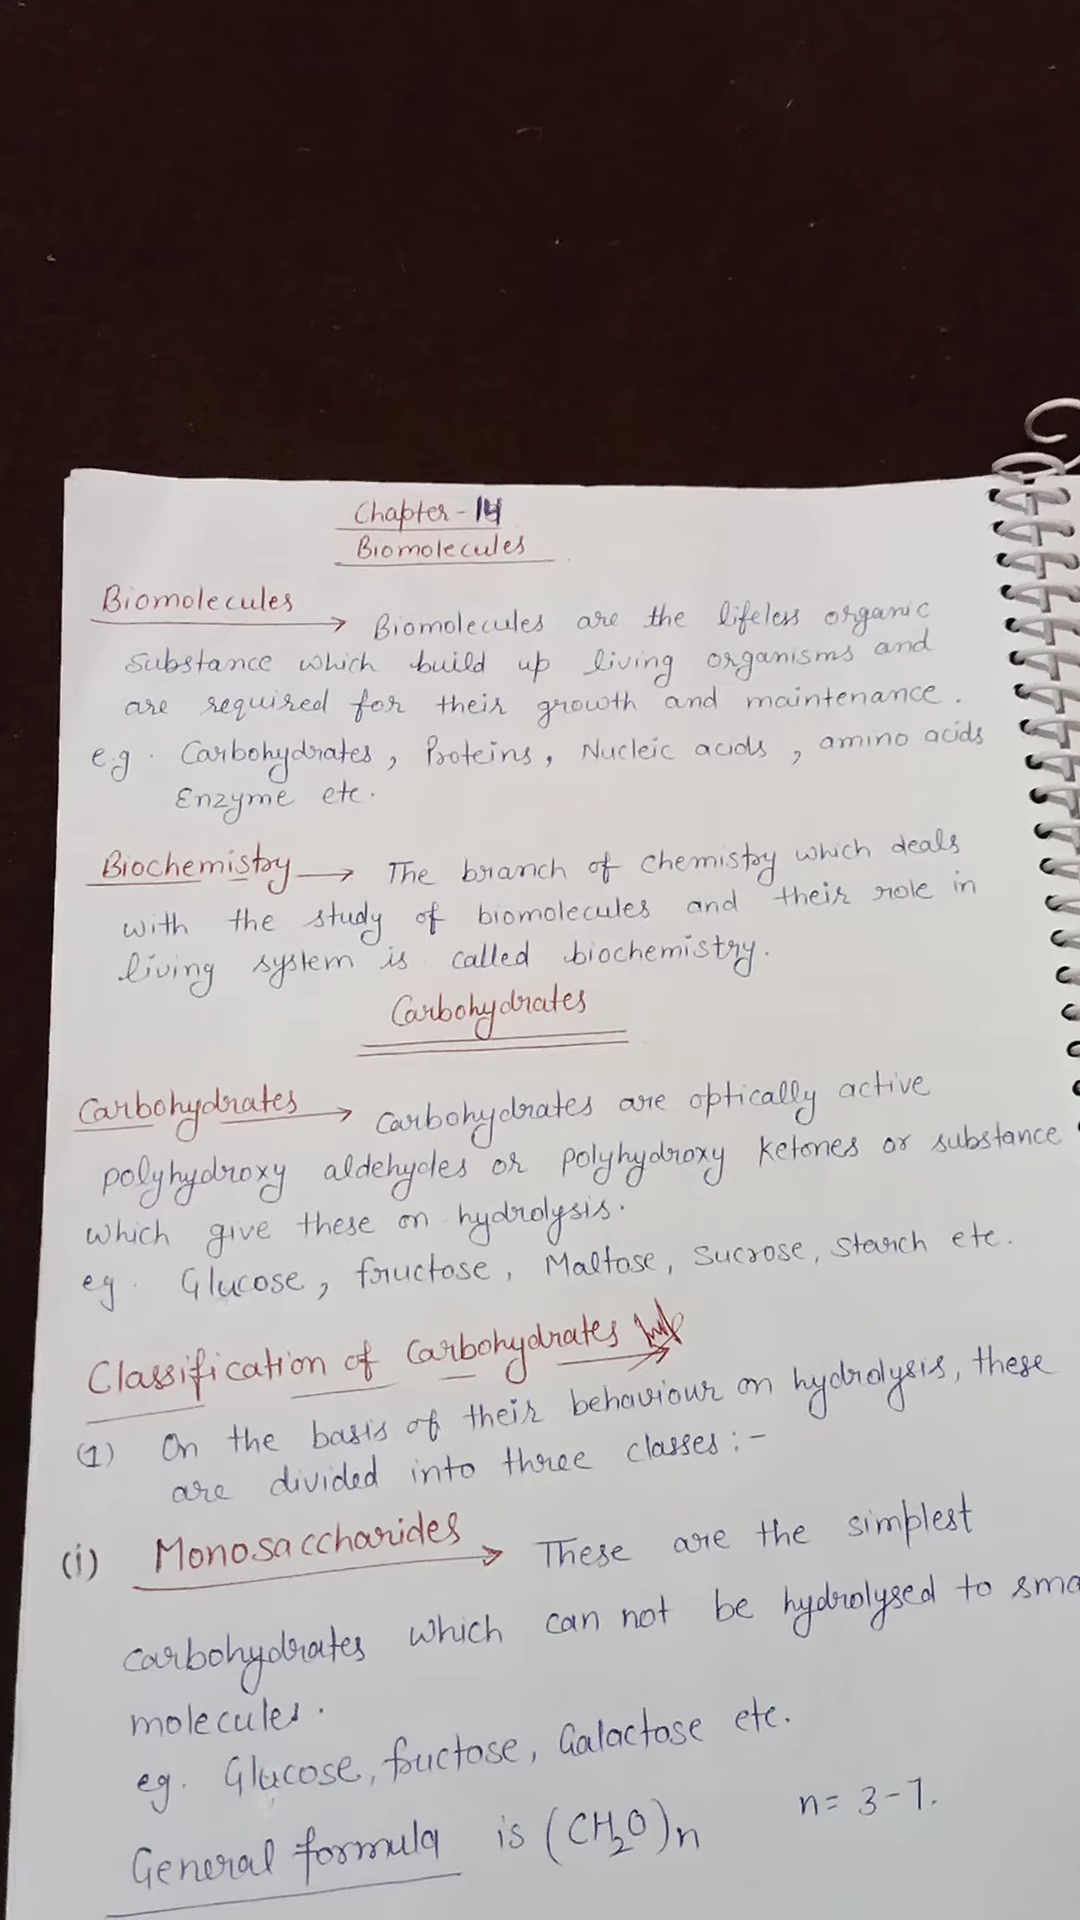 Chapter-14
Biomolecules
Biomolecules → Biomolecules are the lifeless organic
substance which build up living organisms and
are required for their growth and maintenance.
e.g. Carbohydrates, Proteins, Nucleic acids, amino acids
Enzyme etc.
Biochemistry → The branch of chemistry which deals
with the study of biomolecules and their role in
living system is called biochemistry.
Carbohydrates
Carbohydrates → Carbohydrates are optically active
polyhydroxy aldehydes or polyhydroxy ketones or substance
which give these on hydrolysis.
eg. Glucose, fructose, Maltose, Sucrose, Starch etc.
Classification of Carbohydrates Imp
(1) On the basis of their behaviour on hydrolysis, these
are divided into three classes:-
(i) Monosaccharides → These are the simplest
carbohydrates which can not be hydrolysed to sma
molecules.
eg. Glucose, fructose, Galactose etc.
General formula is (CH₂O)n n= 3-7.